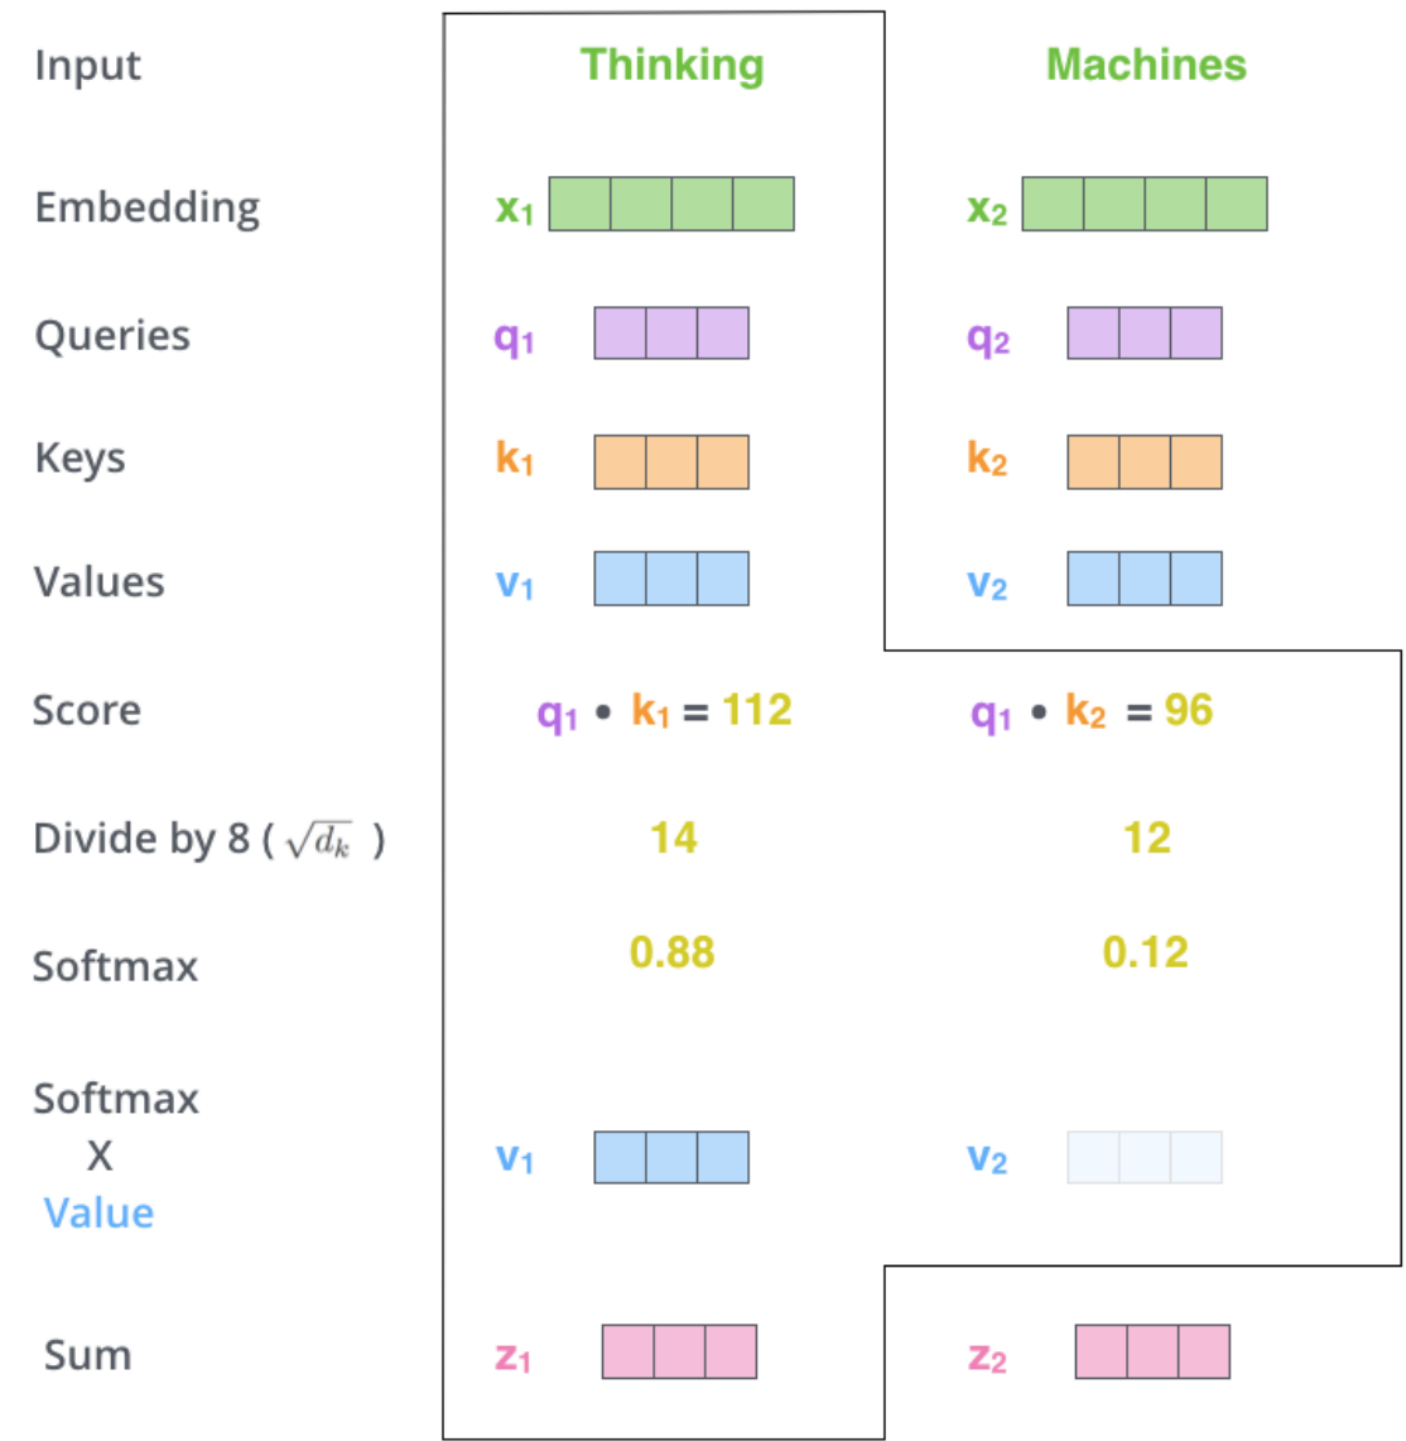 Input Thinking Machines
Embedding x₁ x₂
Queries q₁ q₂
Keys k₁ k₂
Values v₁ v₂
Score q₁ • k₁ = 112 q₁ • k₂ = 96
Divide by 8 ( √dₖ ) 14 12
Softmax 0.88 0.12
Softmax
X v₁ v₂
Value
Sum z₁ z₂